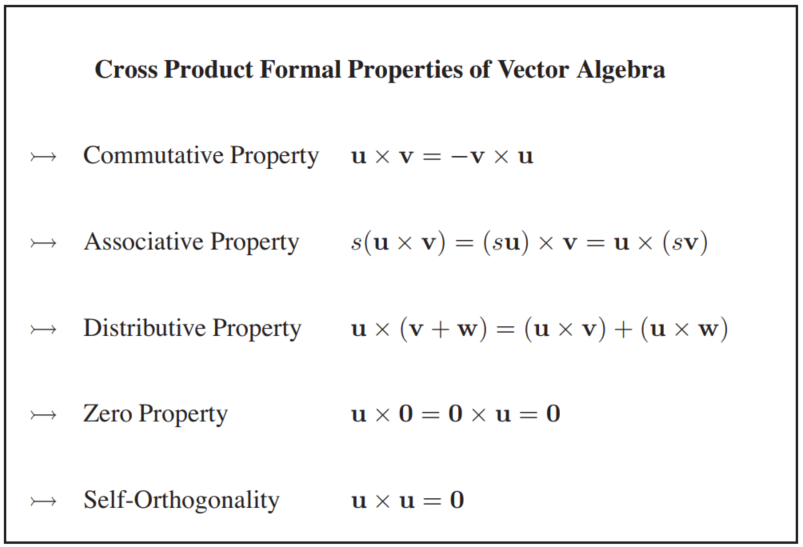 Cross Product Formal Properties of Vector Algebra
↣ Commutative Property u × v = −v × u
↣ Associative Property s(u × v) = (su) × v = u × (sv)
↣ Distributive Property u × (v + w) = (u × v) + (u × w)
↣ Zero Property u × 0 = 0 × u = 0
↣ Self-Orthogonality u × u = 0